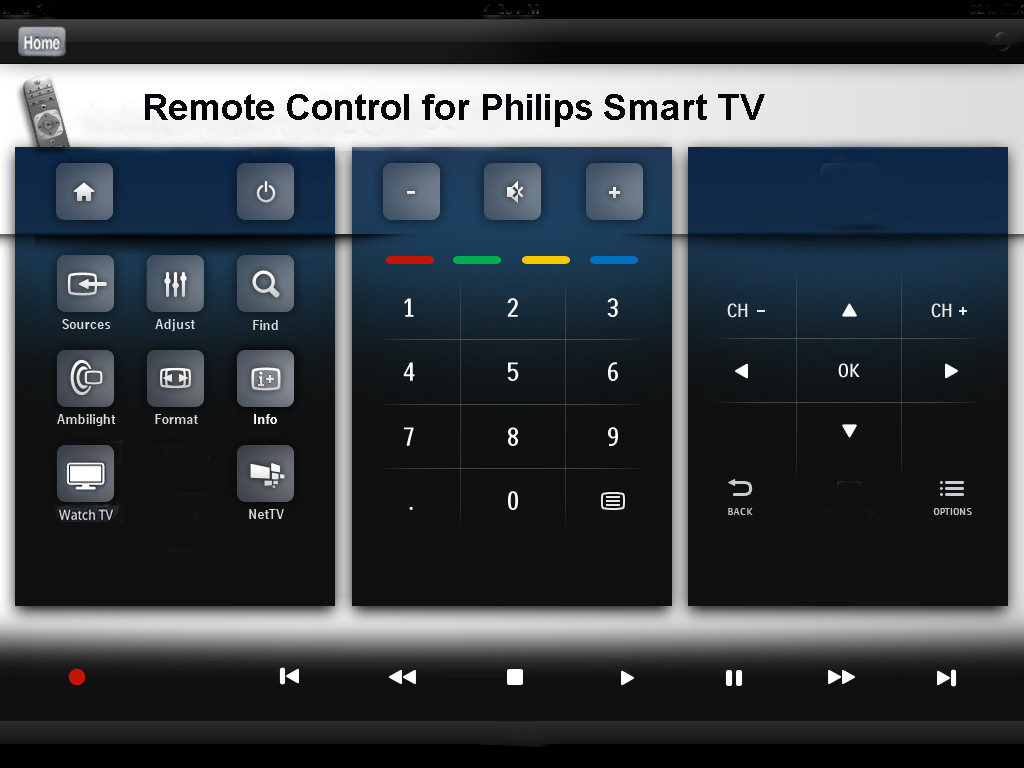 Home
Remote Control for Philips Smart TV
- +
Sources Adjust Find
Ambilight Format Info
Watch TV NetTV
1 2 3
4 5 6
7 8 9
. 0
CH - CH +
OK
BACK OPTIONS